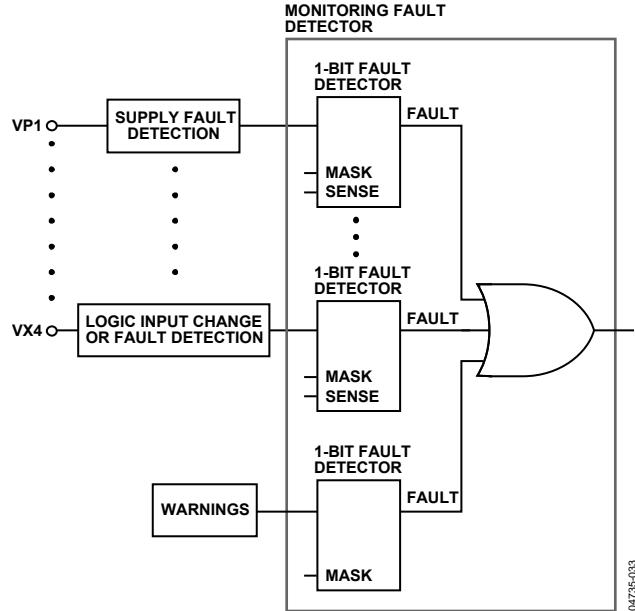 MONITORING FAULT
DETECTOR
1-BIT FAULT
DETECTOR
VP1
SUPPLY FAULT
DETECTION
FAULT
MASK
SENSE
1-BIT FAULT
DETECTOR
VX4
LOGIC INPUT CHANGE
OR FAULT DETECTION
FAULT
MASK
SENSE
1-BIT FAULT
DETECTOR
WARNINGS
FAULT
MASK
04735-033